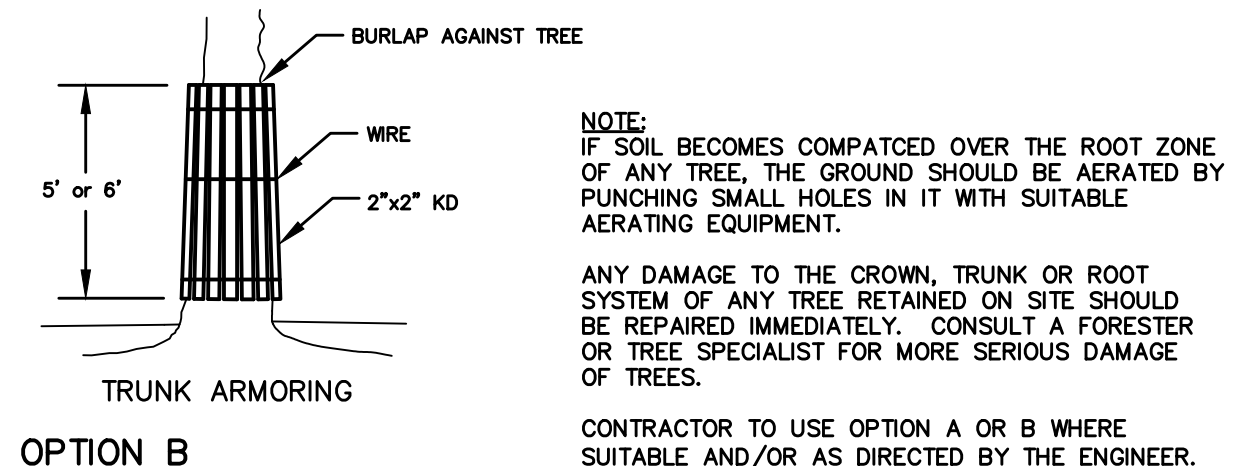 BURLAP AGAINST TREE
WIRE
5' or 6'
2"x2" KD
TRUNK ARMORING
OPTION B
NOTE:
IF SOIL BECOMES COMPATCED OVER THE ROOT ZONE
OF ANY TREE, THE GROUND SHOULD BE AERATED BY
PUNCHING SMALL HOLES IN IT WITH SUITABLE
AERATING EQUIPMENT.
ANY DAMAGE TO THE CROWN, TRUNK OR ROOT
SYSTEM OF ANY TREE RETAINED ON SITE SHOULD
BE REPAIRED IMMEDIATELY.  CONSULT A FORESTER
OR TREE SPECIALIST FOR MORE SERIOUS DAMAGE
OF TREES.
CONTRACTOR TO USE OPTION A OR B WHERE
SUITABLE AND/OR AS DIRECTED BY THE ENGINEER.